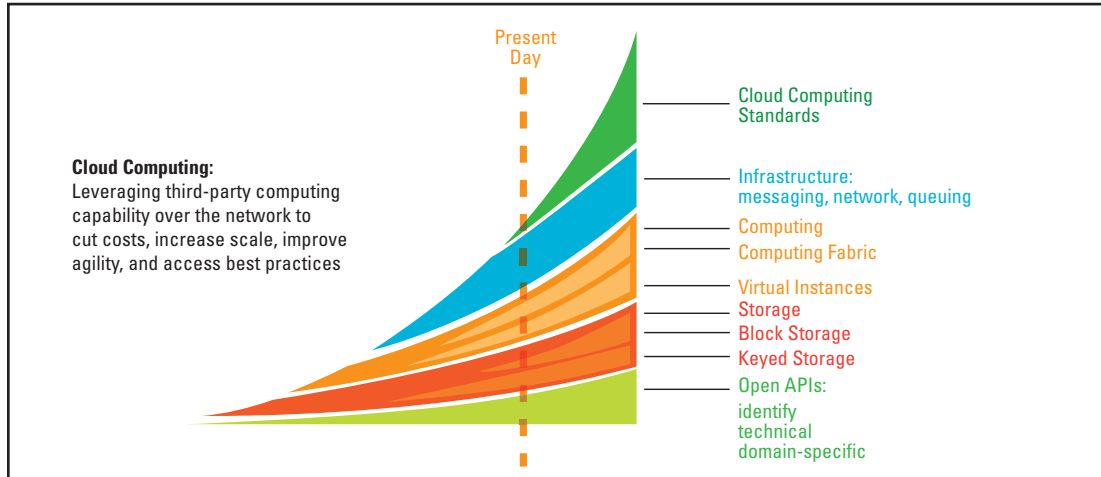 Present
Day
Cloud Computing:
Leveraging third-party computing
capability over the network to
cut costs, increase scale, improve
agility, and access best practices
Cloud Computing
Standards
Infrastructure:
messaging, network, queuing
Computing
Computing Fabric
Virtual Instances
Storage
Block Storage
Keyed Storage
Open APIs:
identify
technical
domain-specific